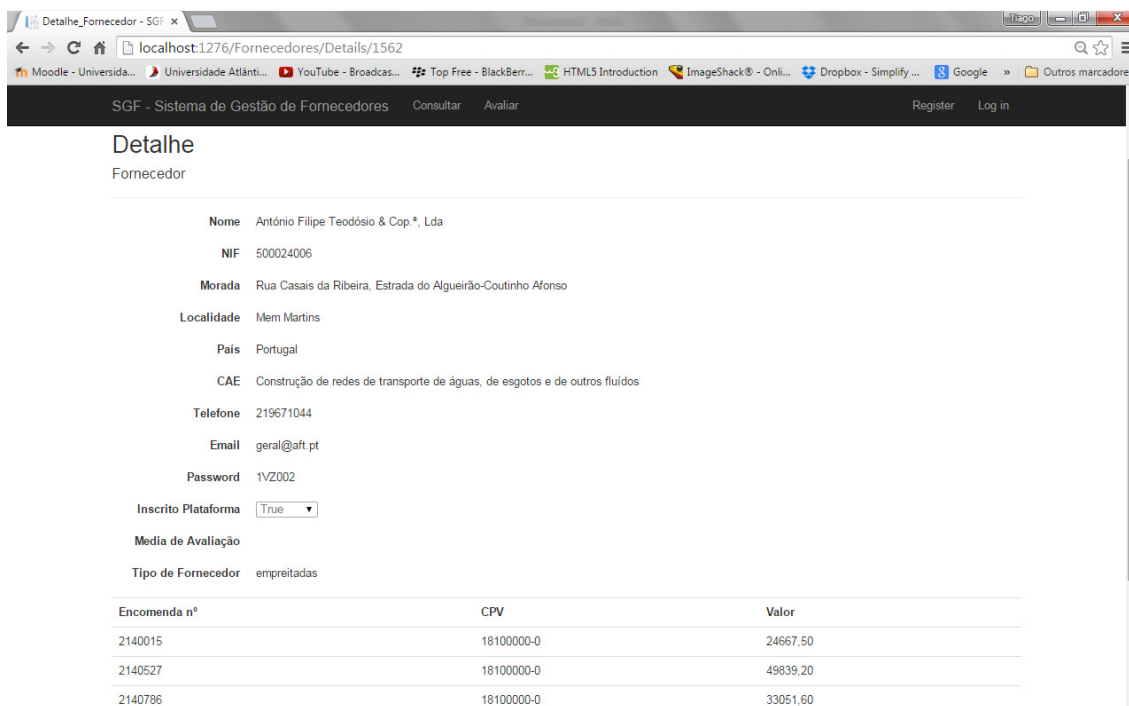 Detalhe_Fornecedor - SGF
Tiago
localhost:1276/Fornecedores/Details/1562
Moodle - Universida... Universidade Atlânti... YouTube - Broadcas... Top Free - BlackBerr... HTML5 Introduction ImageShack® - Onli... Dropbox - Simplify ... Google » Outros marcadore
SGF - Sistema de Gestão de Fornecedores Consultar Avaliar Register Log in
Detalhe
Fornecedor
Nome António Filipe Teodósio & Cop.ª, Lda
NIF 500024006
Morada Rua Casais da Ribeira, Estrada do Algueirão-Coutinho Afonso
Localidade Mem Martins
País Portugal
CAE Construção de redes de transporte de águas, de esgotos e de outros fluídos
Telefone 219671044
Email geral@aft.pt
Password 1VZ002
Inscrito Plataforma True
Media de Avaliação
Tipo de Fornecedor empreitadas
Encomenda nº CPV Valor
2140015 18100000-0 24667,50
2140527 18100000-0 49839,20
2140786 18100000-0 33051,60